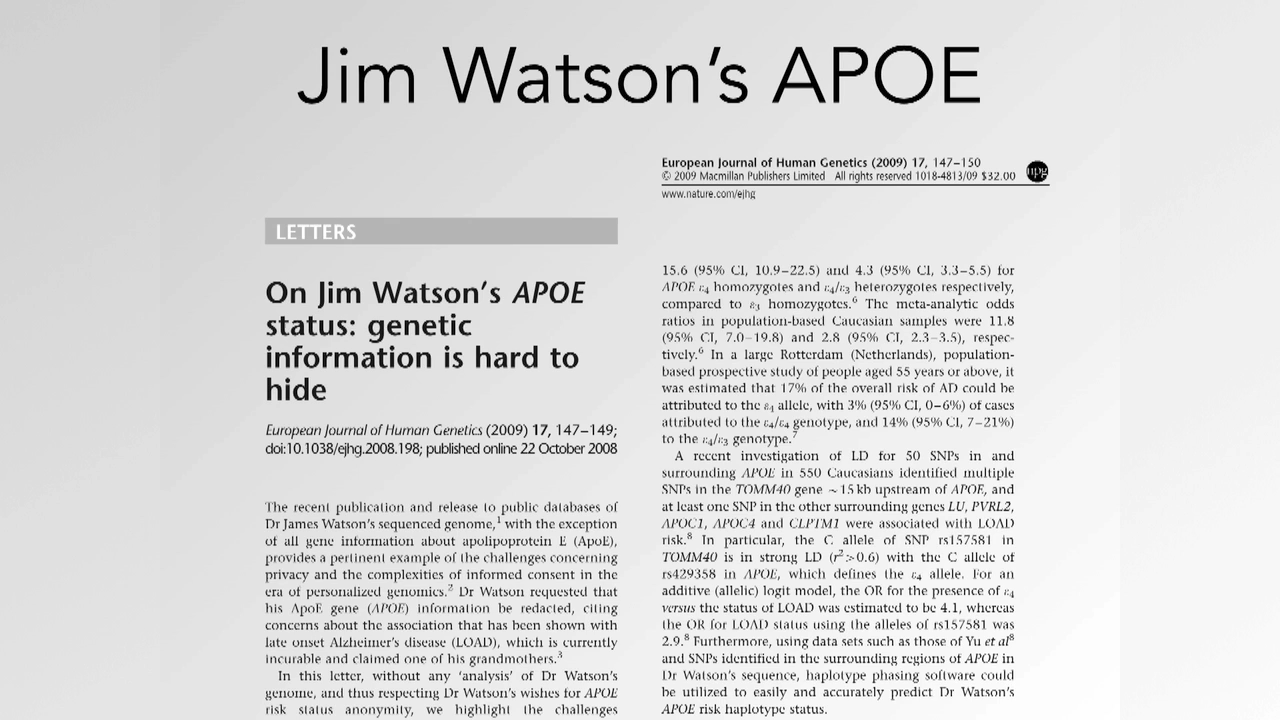 Jim Watson's APOE
European Journal of Human Genetics (2009) 17, 147–150
© 2009 Macmillan Publishers Limited All rights reserved 1018-4813/09 $32.00
npg
www.nature.com/ejhg
LETTERS
On Jim Watson's APOE
status: genetic
information is hard to
hide
European Journal of Human Genetics (2009) 17, 147–149;
doi:10.1038/ejhg.2008.198; published online 22 October 2008
The recent publication and release to public databases of
Dr James Watson's sequenced genome,¹ with the exception
of all gene information about apolipoprotein E (ApoE),
provides a pertinent example of the challenges concerning
privacy and the complexities of informed consent in the
era of personalized genomics.² Dr Watson requested that
his ApoE gene (APOE) information be redacted, citing
concerns about the association that has been shown with
late onset Alzheimer's disease (LOAD), which is currently
incurable and claimed one of his grandmothers.³
In this letter, without any 'analysis' of Dr Watson's
genome, and thus respecting Dr Watson's wishes for APOE
risk status anonymity, we highlight the challenges
15.6 (95% CI, 10.9–22.5) and 4.3 (95% CI, 3.3–5.5) for
APOE ε₄ homozygotes and ε₄/ε₃ heterozygotes respectively,
compared to ε₃ homozygotes.⁶ The meta-analytic odds
ratios in population-based Caucasian samples were 11.8
(95% CI, 7.0–19.8) and 2.8 (95% CI, 2.3–3.5), respec-
tively.⁶ In a large Rotterdam (Netherlands), population-
based prospective study of people aged 55 years or above, it
was estimated that 17% of the overall risk of AD could be
attributed to the ε₄ allele, with 3% (95% CI, 0–6%) of cases
attributed to the ε₄/ε₄ genotype, and 14% (95% CI, 7–21%)
to the ε₄/ε₃ genotype.⁷
A recent investigation of LD for 50 SNPs in and
surrounding APOE in 550 Caucasians identified multiple
SNPs in the TOMM40 gene ~15 kb upstream of APOE, and
at least one SNP in the other surrounding genes LU, PVRL2,
APOC1, APOC4 and CLPTM1 were associated with LOAD
risk.⁸ In particular, the C allele of SNP rs157581 in
TOMM40 is in strong LD (r²>0.6) with the C allele of
rs429358 in APOE, which defines the ε₄ allele. For an
additive (allelic) logit model, the OR for the presence of ε₄
versus the status of LOAD was estimated to be 4.1, whereas
the OR for LOAD status using the alleles of rs157581 was
2.9.⁸ Furthermore, using data sets such as those of Yu et al⁸
and SNPs identified in the surrounding regions of APOE in
Dr Watson's sequence, haplotype phasing software could
be utilized to easily and accurately predict Dr Watson's
APOE risk haplotype status.